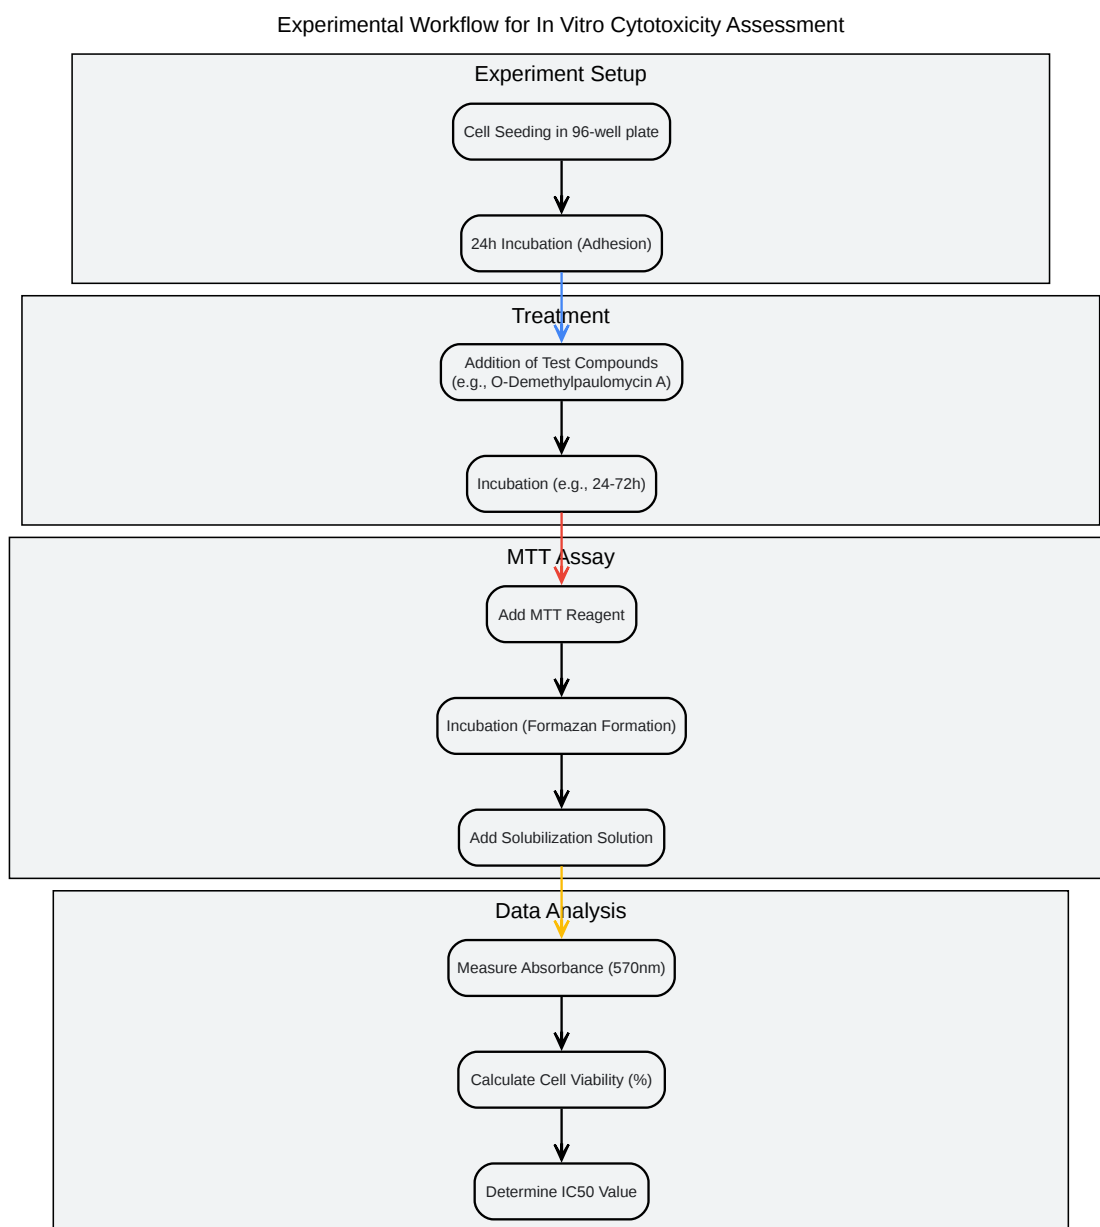 Experimental Workflow for In Vitro Cytotoxicity Assessment
Experiment Setup
Cell Seeding in 96-well plate
24h Incubation (Adhesion)
Treatment
Addition of Test Compounds
(e.g., O-Demethylpaulomycin A)
Incubation (e.g., 24-72h)
MTT Assay
Add MTT Reagent
Incubation (Formazan Formation)
Add Solubilization Solution
Data Analysis
Measure Absorbance (570nm)
Calculate Cell Viability (%)
Determine IC50 Value